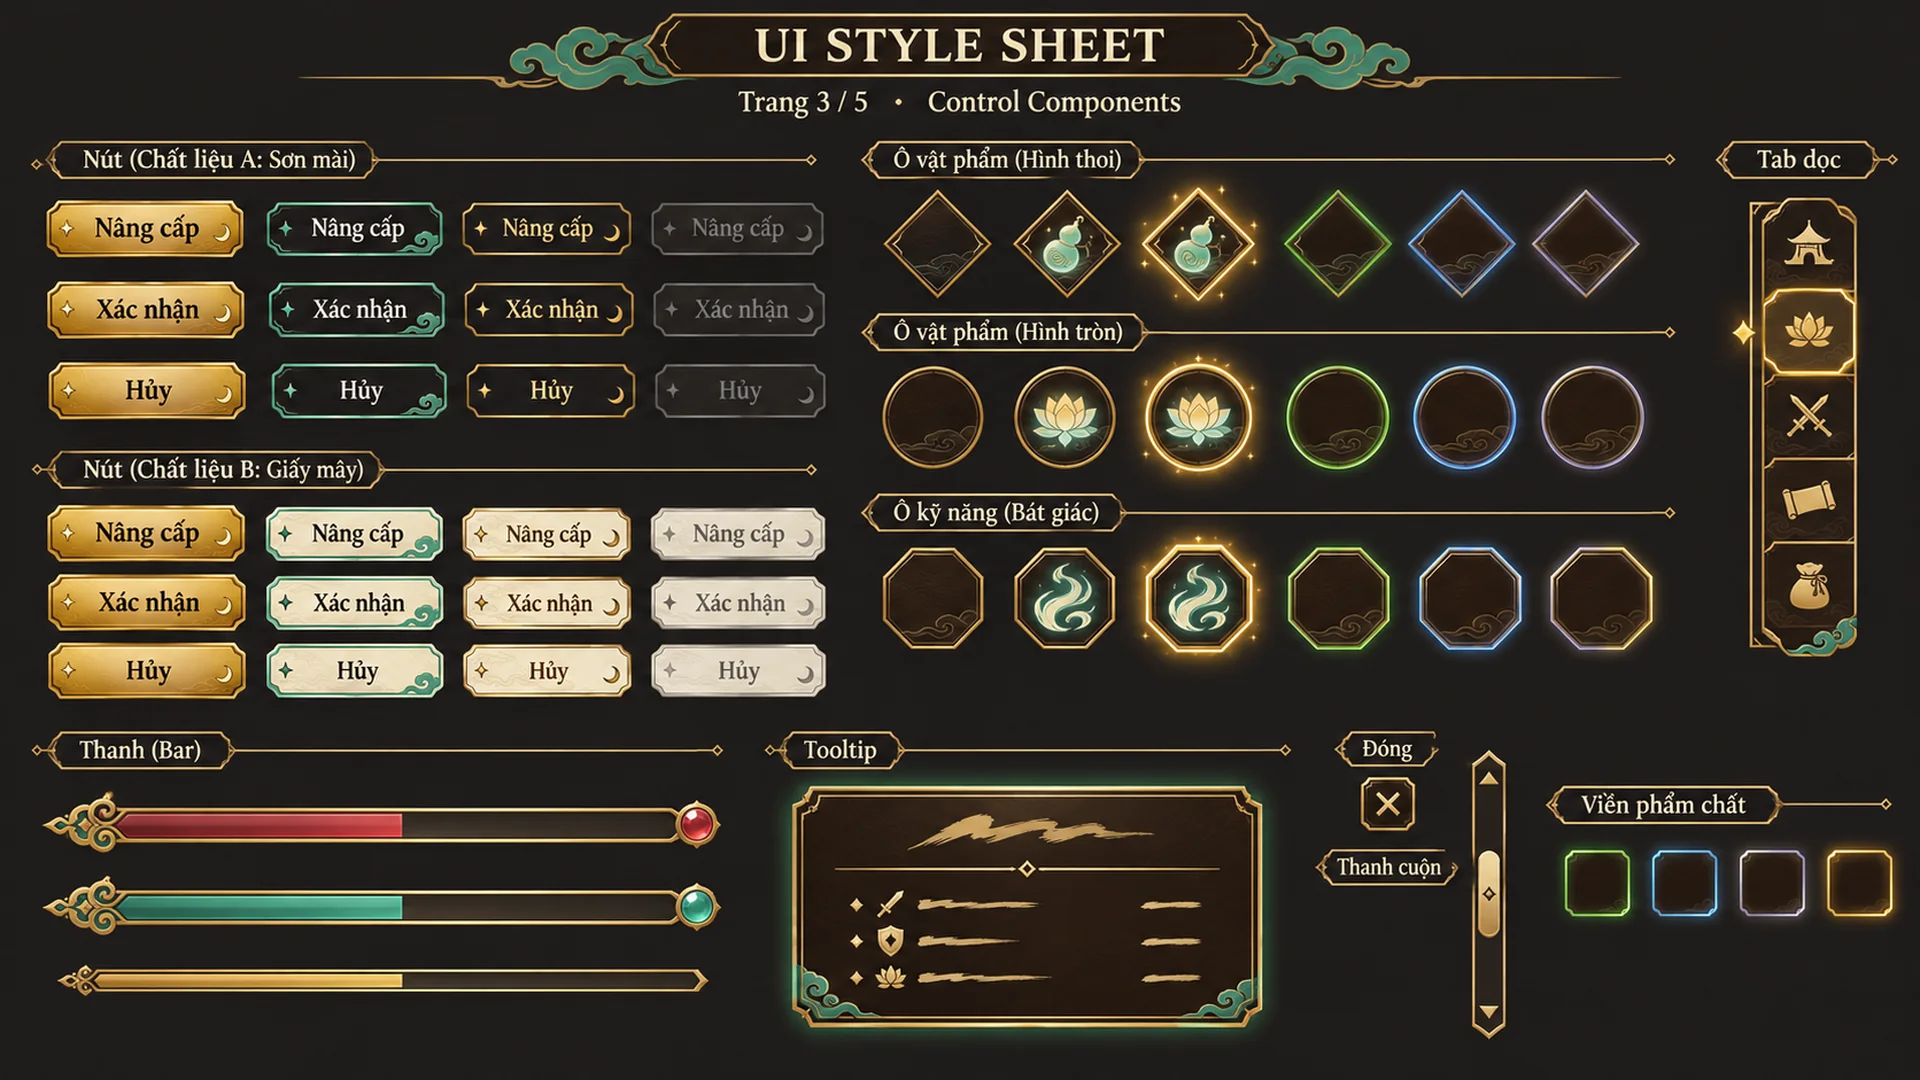 UI STYLE SHEET
Trang 3 / 5 • Control Components
Nút (Chất liệu A: Sơn mài)
Nâng cấp Nâng cấp Nâng cấp Nâng cấp
Xác nhận Xác nhận Xác nhận Xác nhận
Hủy Hủy Hủy Hủy
Nút (Chất liệu B: Giấy mây)
Nâng cấp Nâng cấp Nâng cấp Nâng cấp
Xác nhận Xác nhận Xác nhận Xác nhận
Hủy Hủy Hủy Hủy
Ô vật phẩm (Hình thoi)
Ô vật phẩm (Hình tròn)
Ô kỹ năng (Bát giác)
Tab dọc
Thanh (Bar)
Tooltip
Đóng
Thanh cuộn
Viền phẩm chất